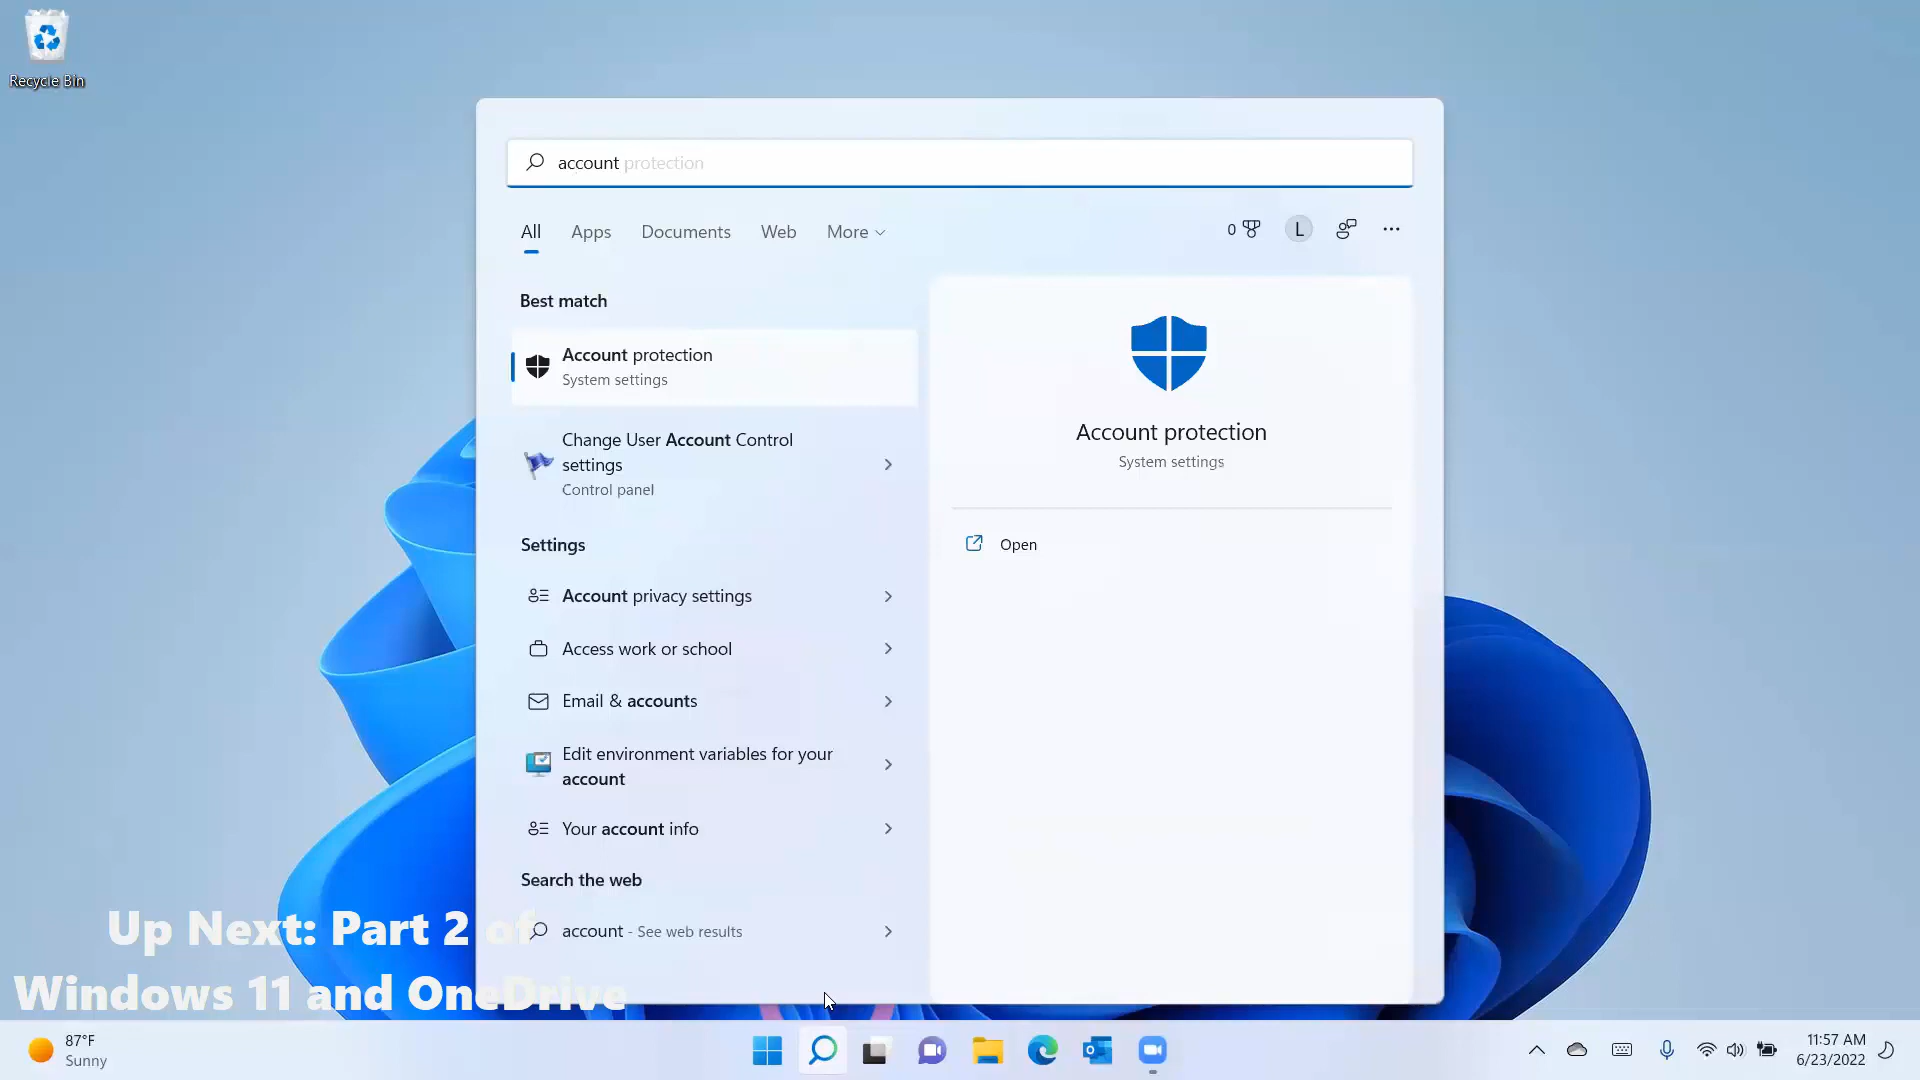 Recycle Bin
account protection
All Apps Documents Web More
0 L
Best match
Account protection
System settings
Change User Account Control
settings
Control panel
Settings
Account privacy settings
Access work or school
Email & accounts
Edit environment variables for your
account
Your account info
Search the web
account - See web results
Account protection
System settings
Open
Up Next: Part 2 of
Windows 11 and OneDrive
87°F
Sunny
11:57 AM
6/23/2022